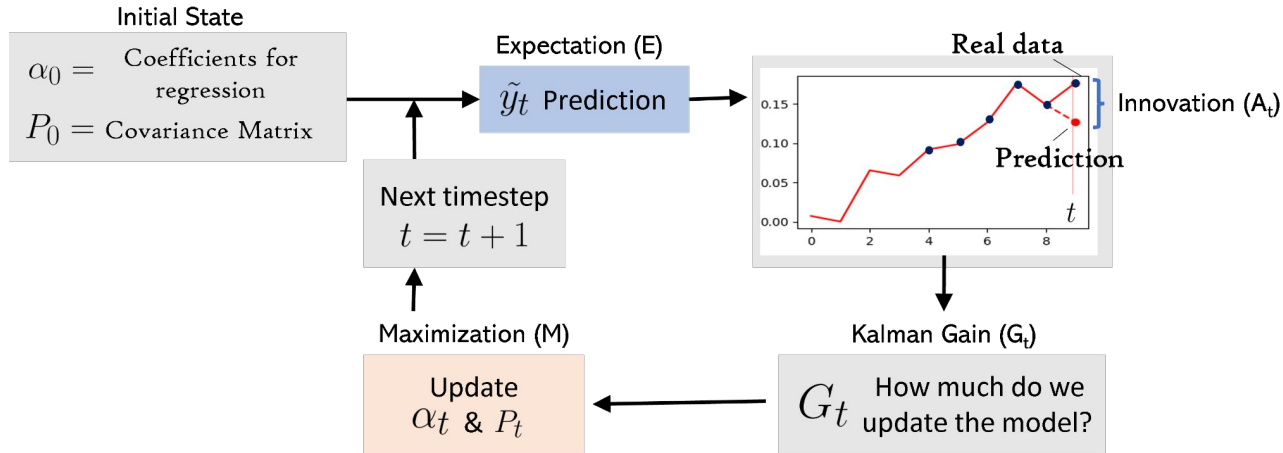 Initial State
α₀ = Coefficients for
regression
P₀ = Covariance Matrix
Expectation (E)
ỹₜ Prediction
Real data
Innovation (Aₜ)
Prediction
t
0.15
0.10
0.05
0.00
0 2 4 6 8
Next timestep
t = t + 1
Maximization (M)
Update
αₜ & Pₜ
Kalman Gain (Gₜ)
Gₜ How much do we
update the model?